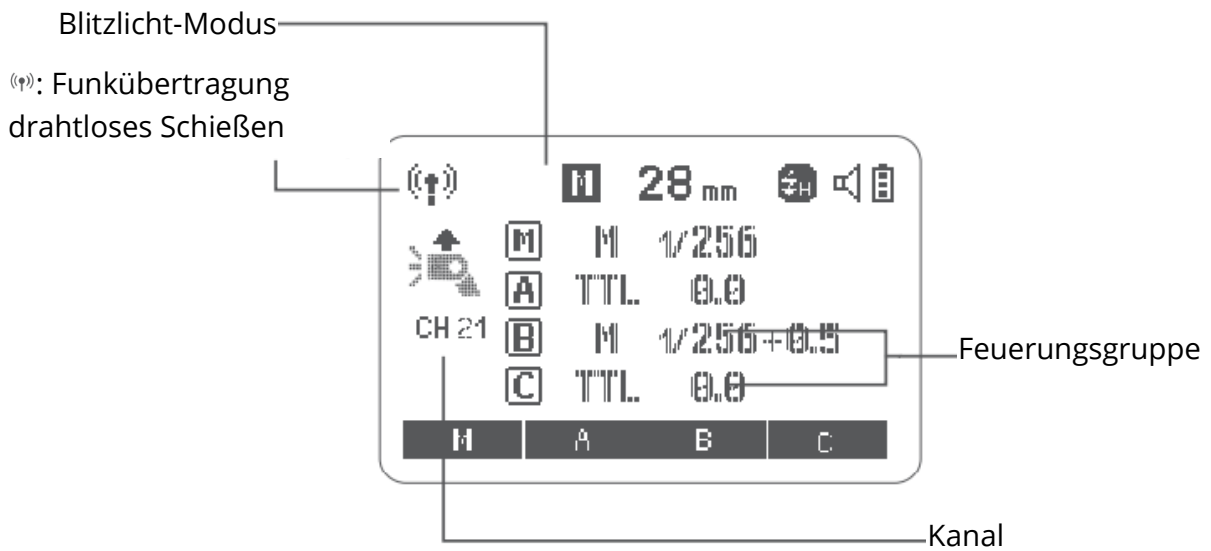 Blitzlicht-Modus
: Funkübertragung
drahtloses Schießen
M 28 mm H
M M 1/256
A TTL 0.0
CH 21
B M 1/256+0.5
C TTL 0.0
M A B C
Feuerungsgruppe
Kanal